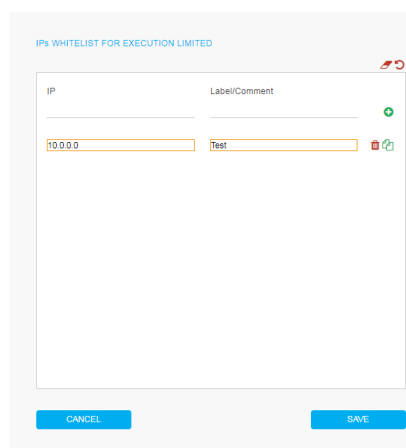 IPs WHITELIST FOR EXECUTION LIMITED
IP Label/Comment
10.0.0.0 Test
CANCEL SAVE